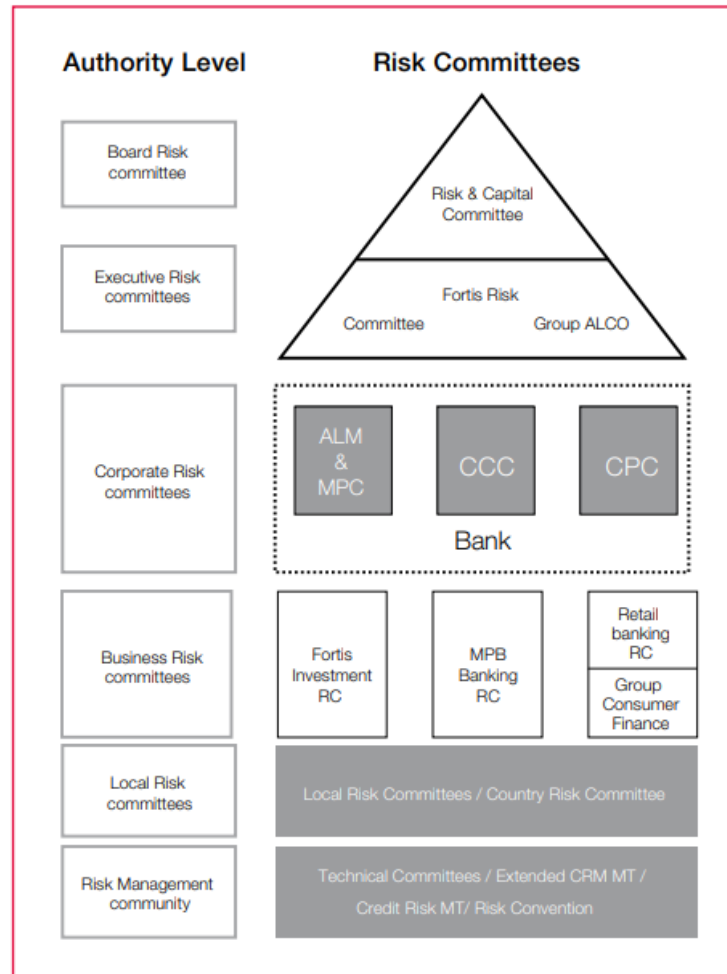 Authority Level
Risk Committees
Board Risk
committee
Risk & Capital
Committee
Executive Risk
committees
Fortis Risk
Committee
Group ALCO
Corporate Risk
committees
ALM
&
MPC
CCC
CPC
Bank
Business Risk
committees
Fortis
Investment
RC
MPB
Banking
RC
Retail
banking
RC
Group
Consumer
Finance
Local Risk
committees
Local Risk Committees / Country Risk Committee
Risk Management
community
Technical Committees / Extended CRM MT /
Credit Risk MT/ Risk Convention